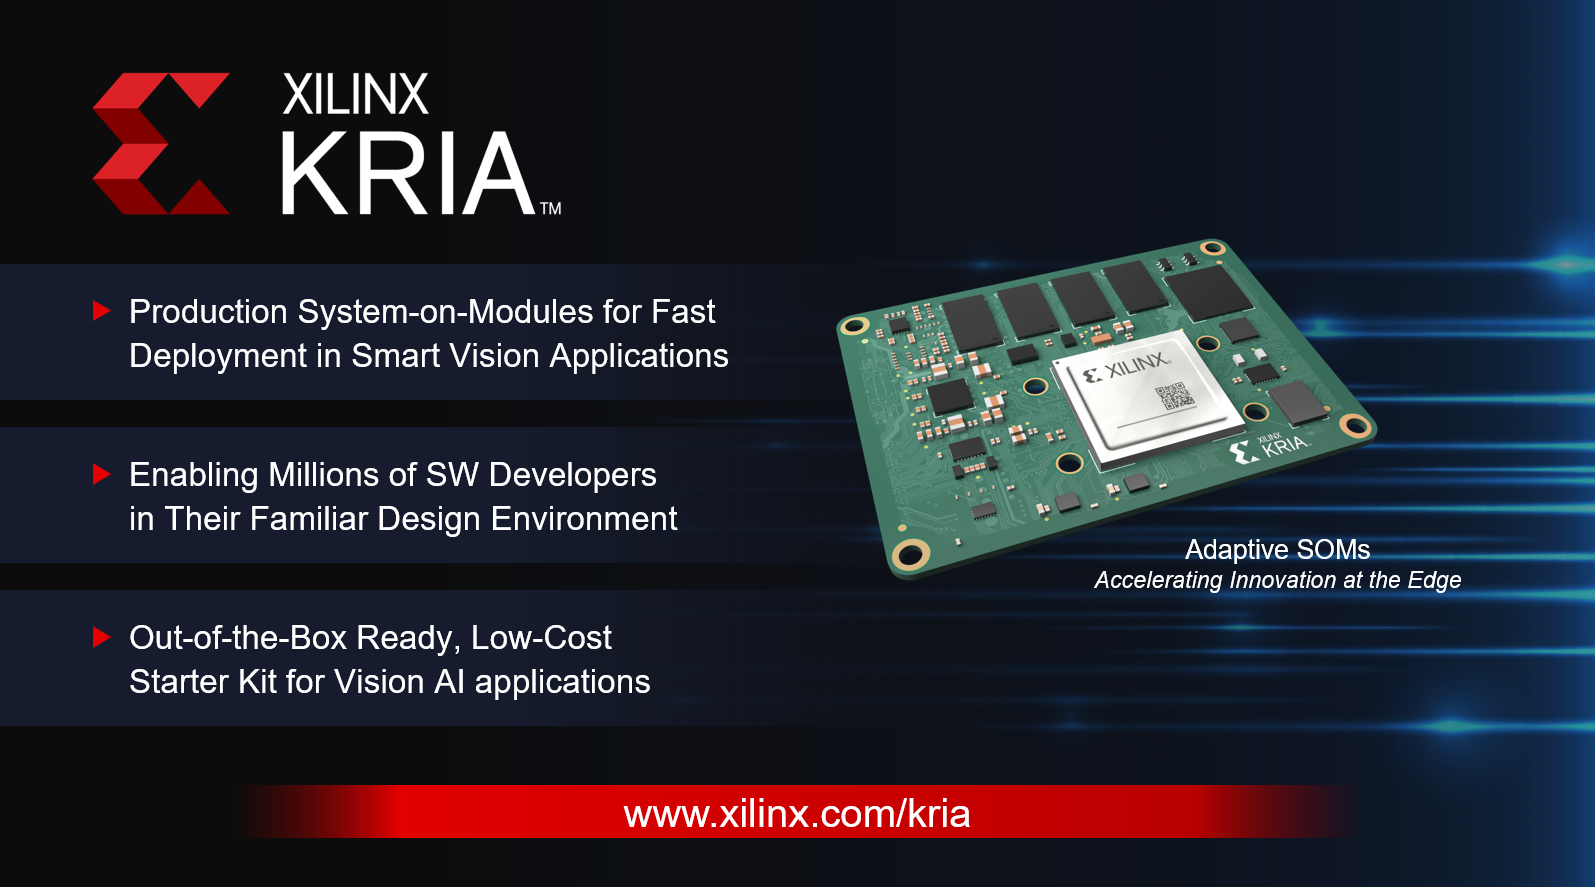 XILINX
KRIA™
Production System-on-Modules for Fast
Deployment in Smart Vision Applications
Enabling Millions of SW Developers
in Their Familiar Design Environment
Out-of-the-Box Ready, Low-Cost
Starter Kit for Vision AI applications
XILINX®
XILINX
KRIA™
Adaptive SOMs
Accelerating Innovation at the Edge
www.xilinx.com/kria